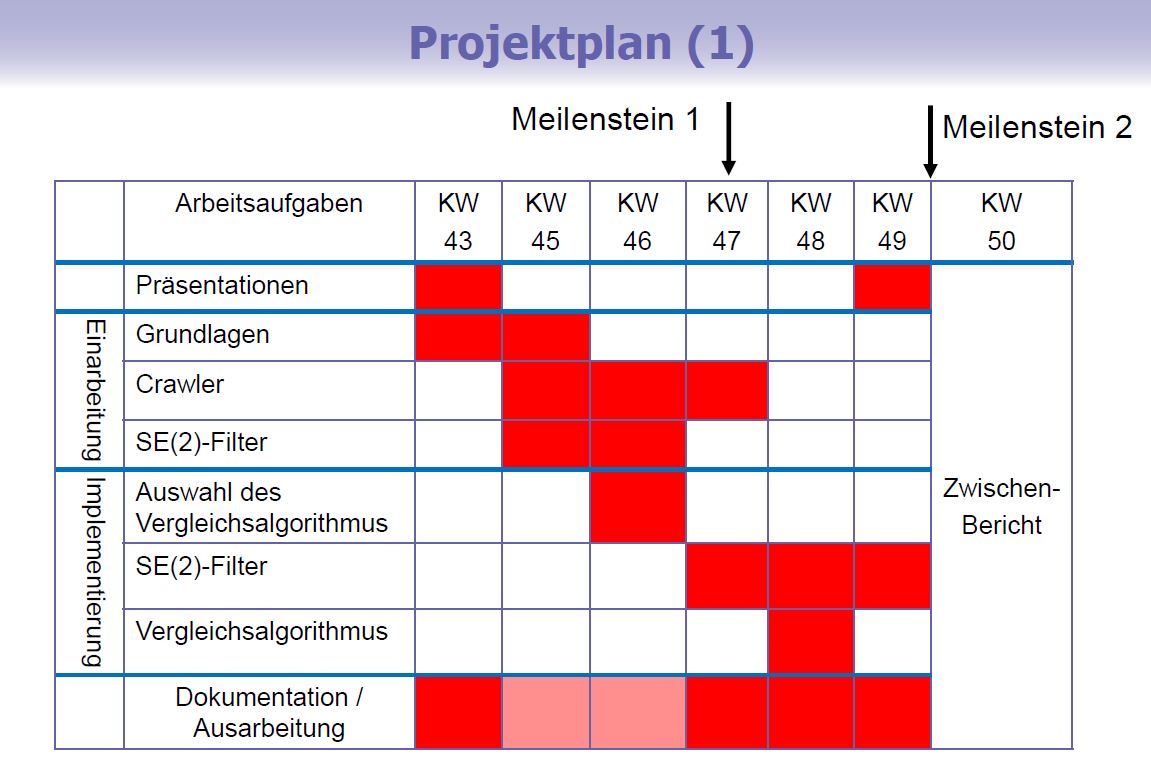 Projektplan (1)
Meilenstein 1
Meilenstein 2
Arbeitsaufgaben
KW
43
KW
45
KW
46
KW
47
KW
48
KW
49
KW
50
Präsentationen
Einarbeitung
Grundlagen
Crawler
SE(2)-Filter
Implementierung
Auswahl des
Vergleichsalgorithmus
SE(2)-Filter
Vergleichsalgorithmus
Dokumentation /
Ausarbeitung
Zwischen-
Bericht